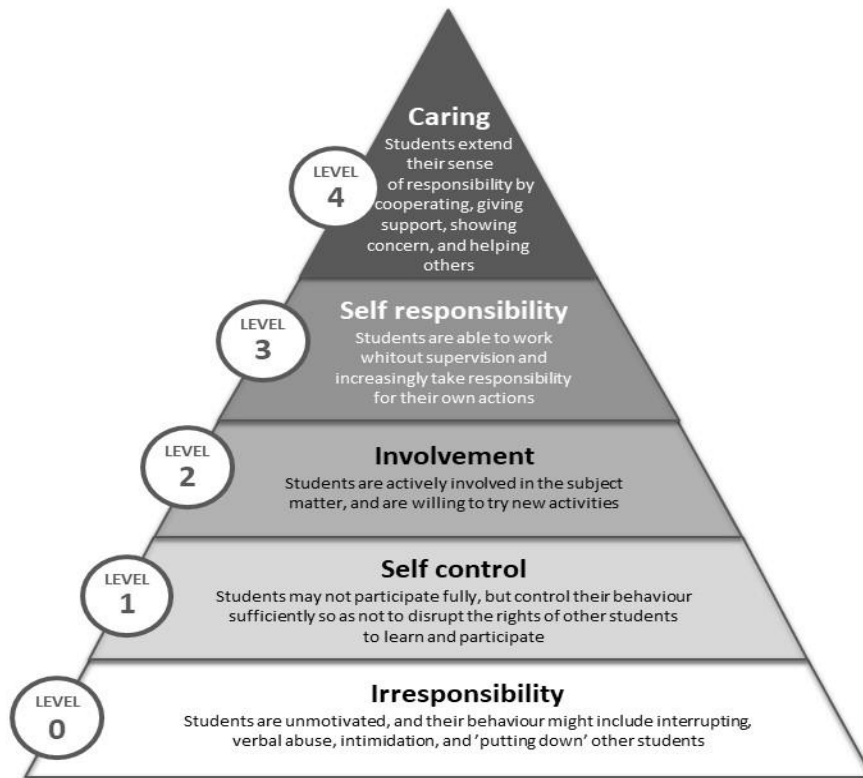 Caring
Students extend
their sense
of responsibility by
cooperating, giving
support, showing
concern, and helping
others
LEVEL
4
Self responsibility
Students are able to work
whitout supervision and
increasingly take responsibility
for their own actions
LEVEL
3
Involvement
Students are actively involved in the subject
matter, and are willing to try new activities
LEVEL
2
Self control
Students may not participate fully, but control their behaviour
sufficiently so as not to disrupt the rights of other students
to learn and participate
LEVEL
1
Irresponsibility
Students are unmotivated, and their behaviour might include interrupting,
verbal abuse, intimidation, and ’putting down’ other students
LEVEL
0